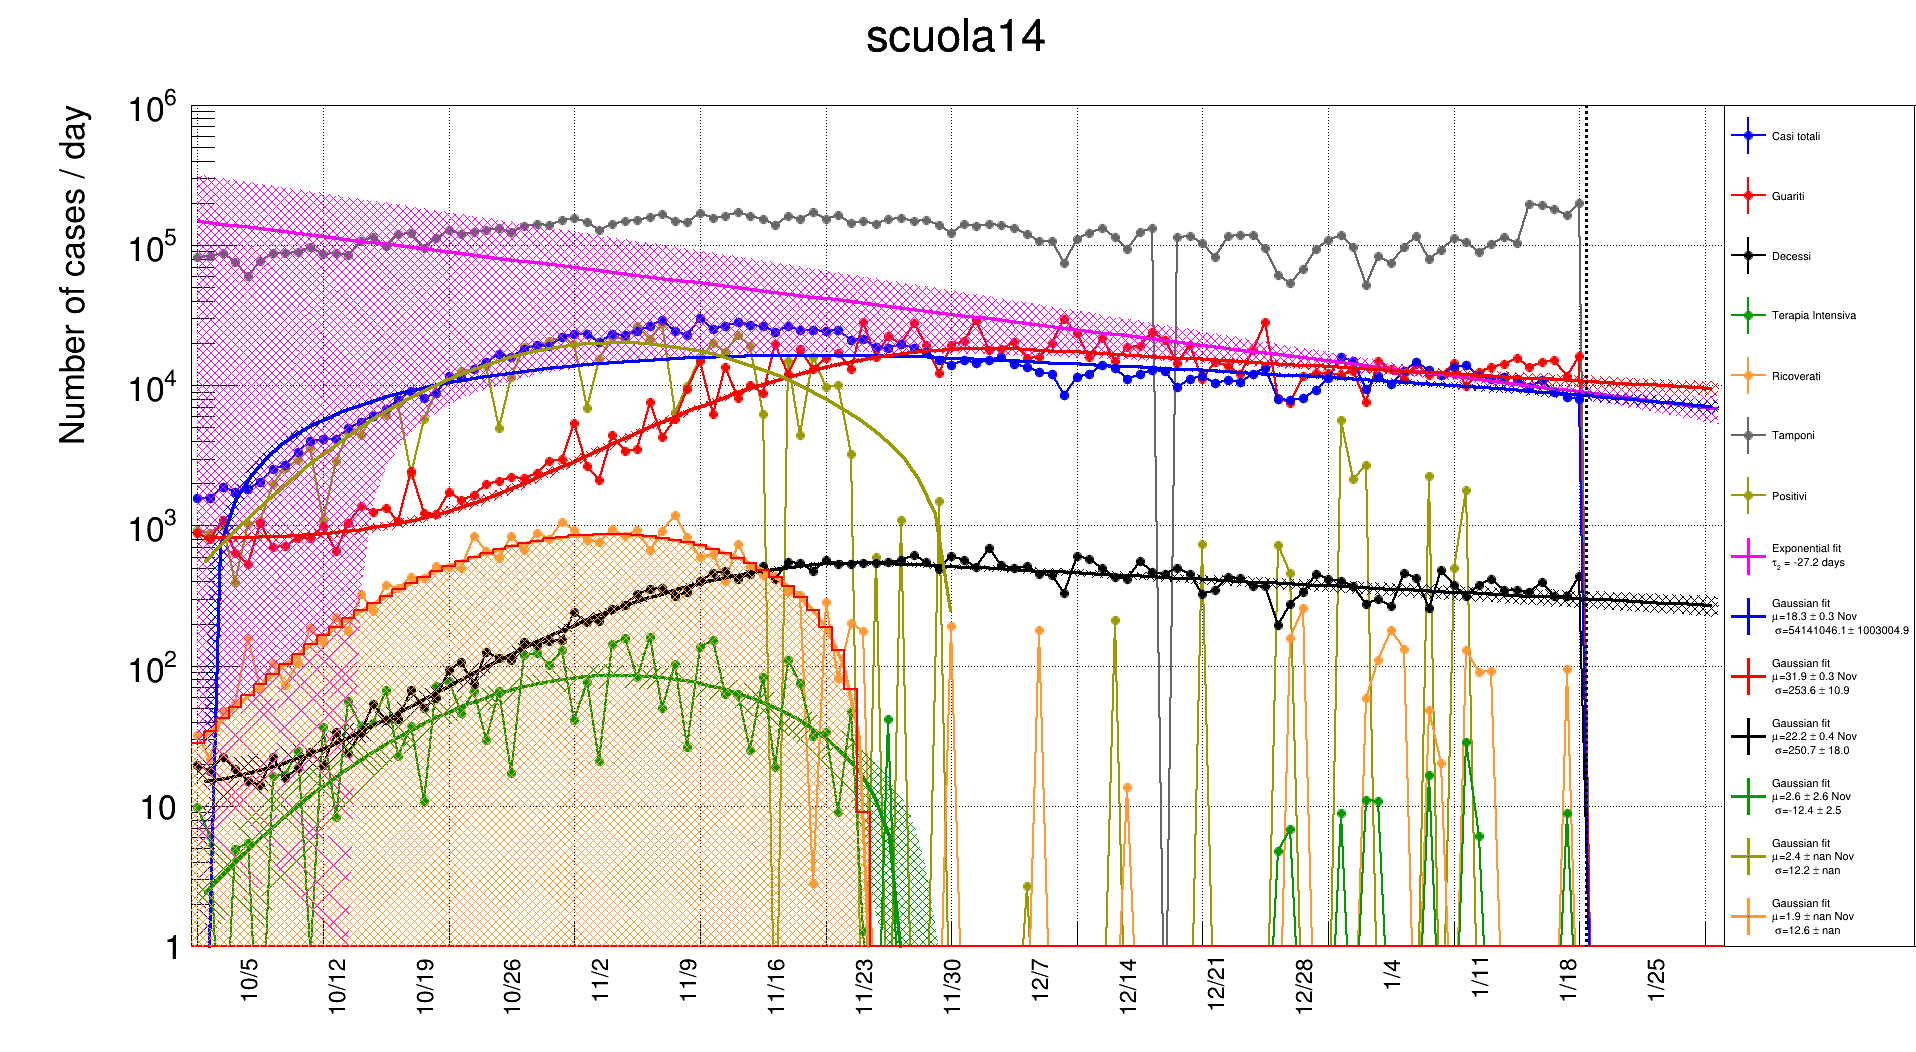 scuola14
Number of cases / day
10^6
10^5
10^4
10^3
10^2
10
1
10/5
10/12
10/19
10/26
11/2
11/9
11/16
11/23
11/30
12/7
12/14
12/21
12/28
1/4
1/11
1/18
1/25
Casi totali
Guariti
Decessi
Terapia Intensiva
Ricoverati
Tamponi
Positivi
Exponential fit
τ₂ = -27.2 days
Gaussian fit
μ=18.3 ± 0.3 Nov
σ=54141046.1 ± 1003004.9
Gaussian fit
μ=31.9 ± 0.3 Nov
σ=253.6 ± 10.9
Gaussian fit
μ=22.2 ± 0.4 Nov
σ=250.7 ± 18.0
Gaussian fit
μ=2.6 ± 2.6 Nov
σ=-12.4 ± 2.5
Gaussian fit
μ=2.4 ± nan Nov
σ=12.2 ± nan
Gaussian fit
μ=1.9 ± nan Nov
σ=12.6 ± nan